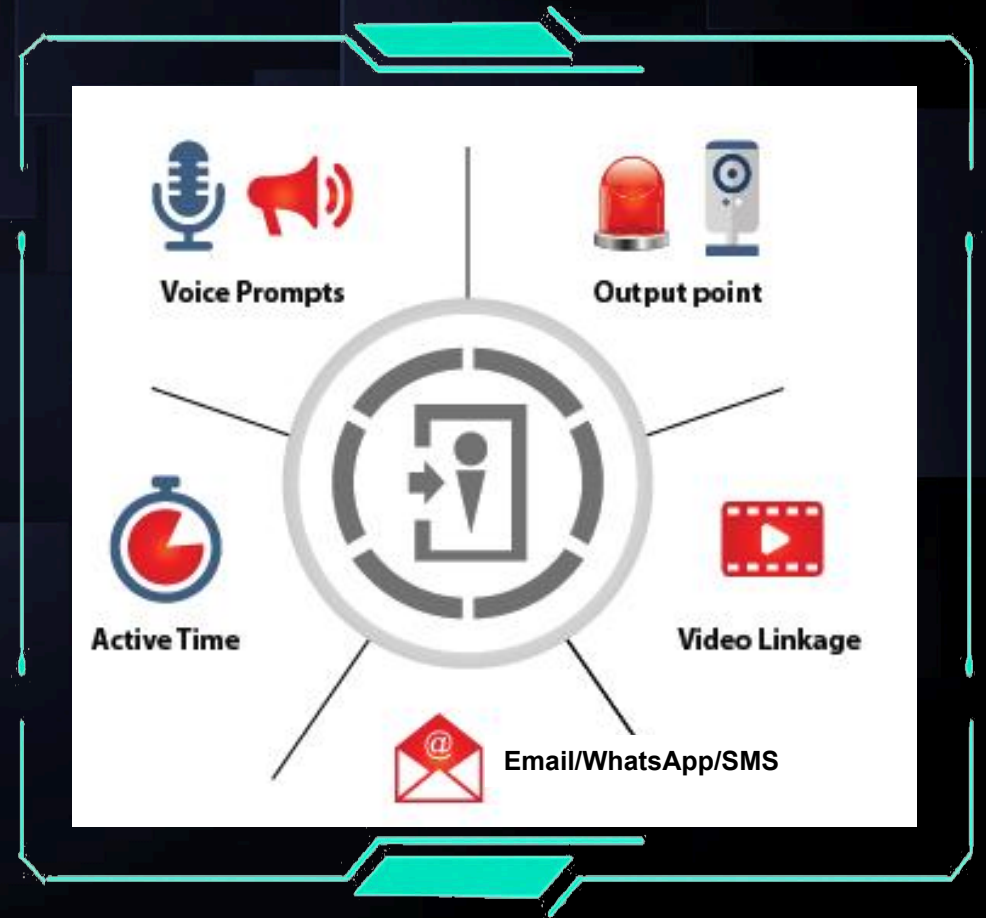 Voice Prompts
Output point
Active Time
Video Linkage
@
Email/WhatsApp/SMS